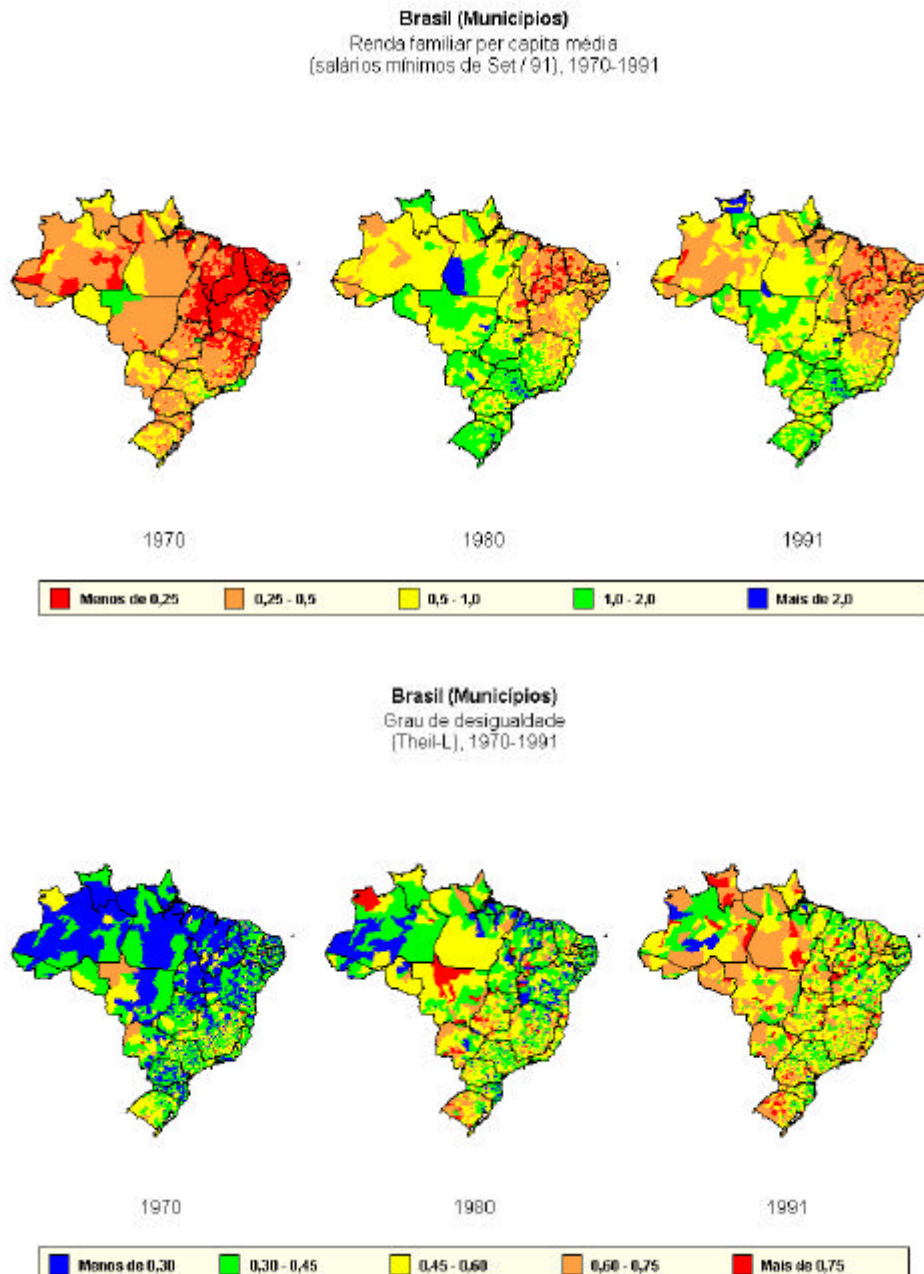 Brasil (Municípios)
Renda familiar per capita média
(salários mínimos de Set / 91), 1970-1991
1970
1980
1991
Menos de 0,25
0,25 - 0,5
0,5 - 1,0
1,0 - 2,0
Mais de 2,0
Brasil (Municípios)
Grau de desigualdade
(Theil-L), 1970-1991
1970
1980
1991
Menos de 0,30
0,30 - 0,45
0,45 - 0,60
0,60 - 0,75
Mais de 0,75